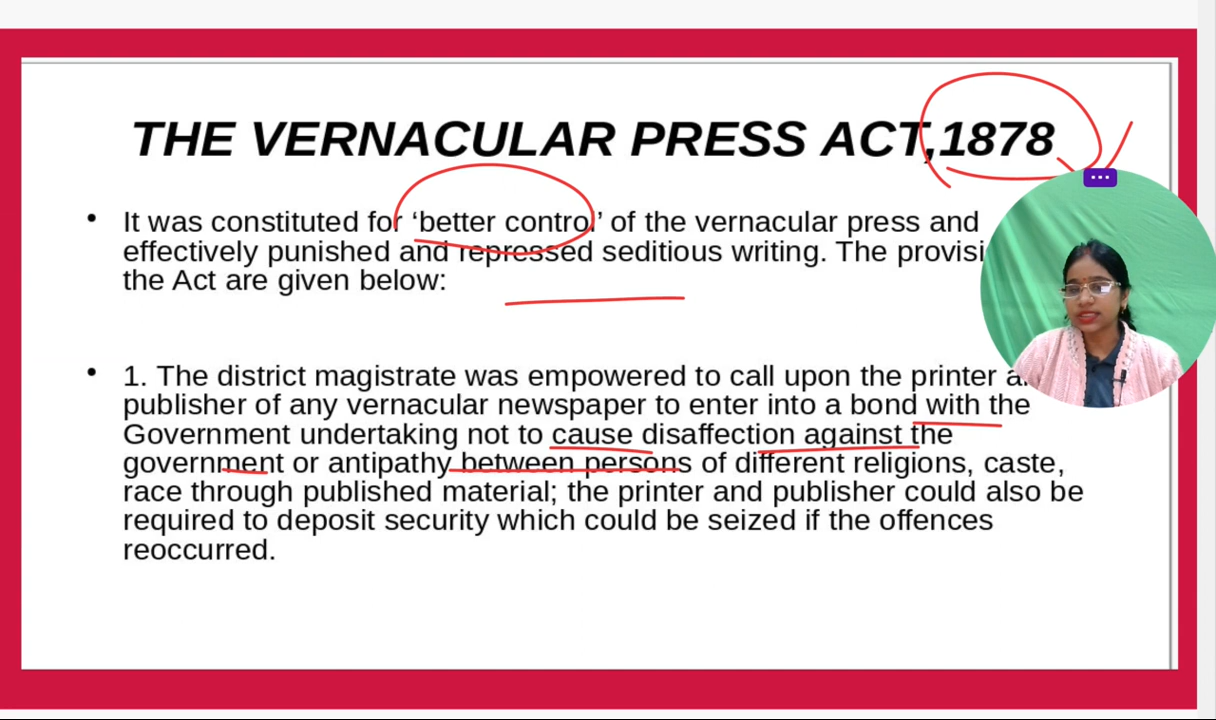 THE VERNACULAR PRESS ACT,1878
• It was constituted for ‘better control’ of the vernacular press and
effectively punished and repressed seditious writing. The
the Act are given below:
• 1. The district magistrate was empowered to call upon the printer
publisher of any vernacular newspaper to enter into a bond with the
Government undertaking not to cause disaffection against the
government or antipathy between persons of different religions, caste,
race through published material; the printer and publisher could also be
required to deposit security which could be seized if the offences
reoccurred.